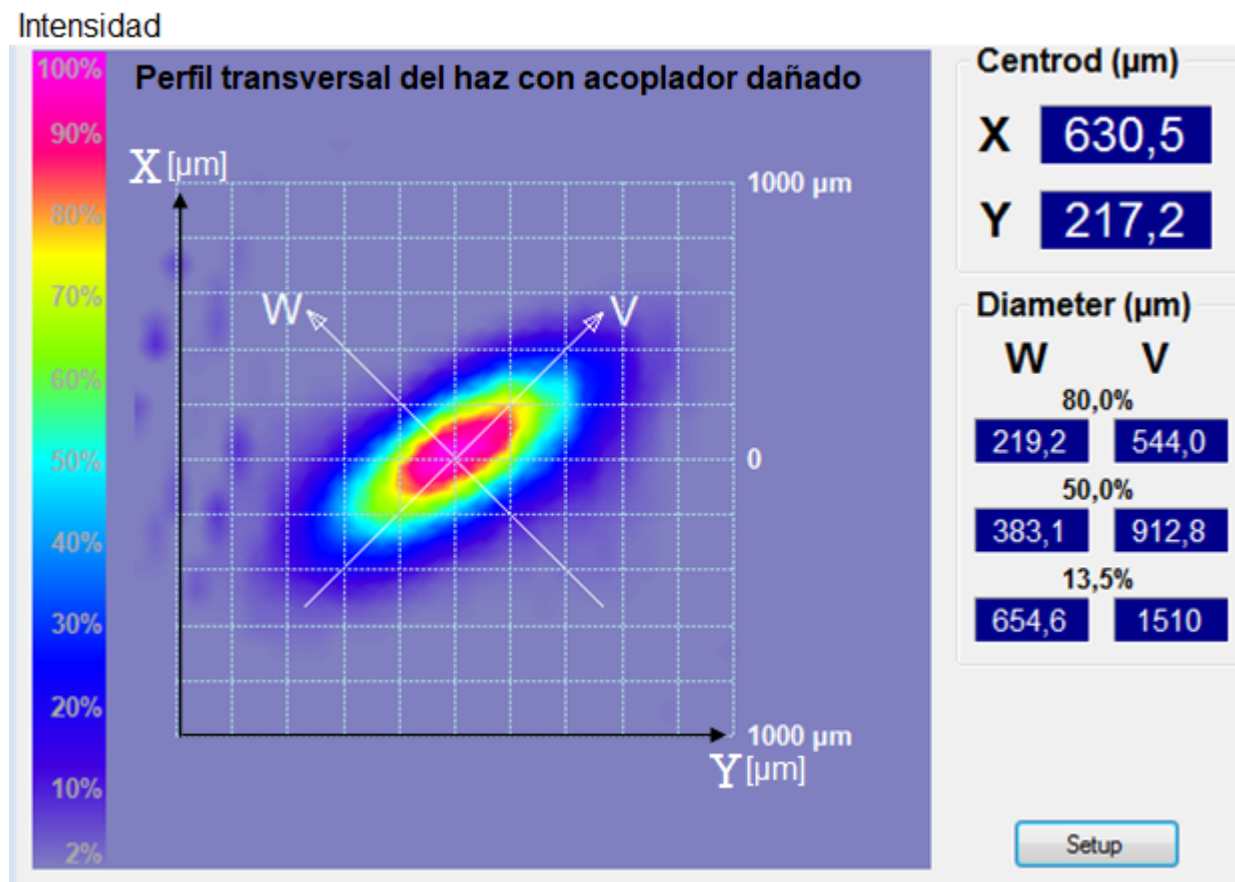 Intensidad
100%
90%
80%
70%
60%
50%
40%
30%
20%
10%
2%
Perfil transversal del haz con acoplador dañado
X [µm]
1000 µm
W
V
0
1000 µm
Y [µm]
Centrod (µm)
X 630,5
Y 217,2
Diameter (µm)
W V
80,0%
219,2 544,0
50,0%
383,1 912,8
13,5%
654,6 1510
Setup